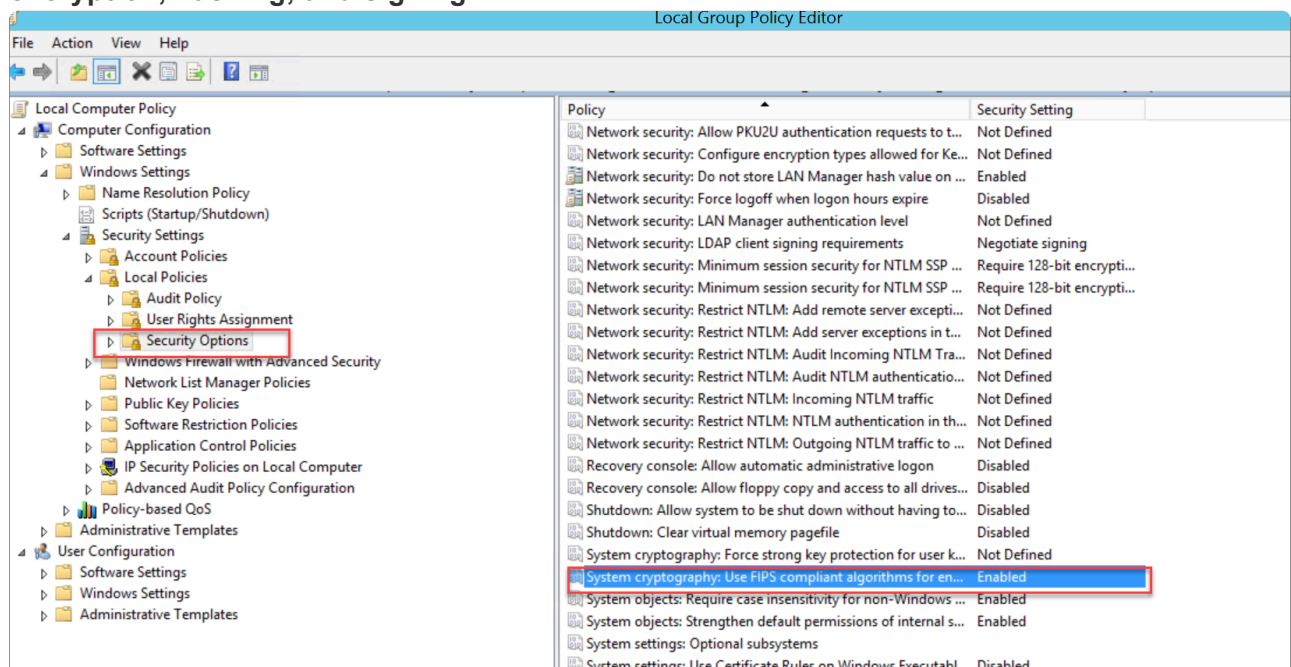 Local Group Policy Editor
File Action View Help
Local Computer Policy
Computer Configuration
Software Settings
Windows Settings
Name Resolution Policy
Scripts (Startup/Shutdown)
Security Settings
Account Policies
Local Policies
Audit Policy
User Rights Assignment
Security Options
Windows Firewall with Advanced Security
Network List Manager Policies
Public Key Policies
Software Restriction Policies
Application Control Policies
IP Security Policies on Local Computer
Advanced Audit Policy Configuration
Policy-based QoS
Administrative Templates
User Configuration
Software Settings
Windows Settings
Administrative Templates
Policy Security Setting
Network security: Allow PKU2U authentication requests to t... Not Defined
Network security: Configure encryption types allowed for Ke... Not Defined
Network security: Do not store LAN Manager hash value on ... Enabled
Network security: Force logoff when logon hours expire Disabled
Network security: LAN Manager authentication level Not Defined
Network security: LDAP client signing requirements Negotiate signing
Network security: Minimum session security for NTLM SSP ... Require 128-bit encrypti...
Network security: Minimum session security for NTLM SSP ... Require 128-bit encrypti...
Network security: Restrict NTLM: Add remote server excepti... Not Defined
Network security: Restrict NTLM: Add server exceptions in t... Not Defined
Network security: Restrict NTLM: Audit Incoming NTLM Tra... Not Defined
Network security: Restrict NTLM: Audit NTLM authenticatio... Not Defined
Network security: Restrict NTLM: Incoming NTLM traffic Not Defined
Network security: Restrict NTLM: NTLM authentication in th... Not Defined
Network security: Restrict NTLM: Outgoing NTLM traffic to ... Not Defined
Recovery console: Allow automatic administrative logon Disabled
Recovery console: Allow floppy copy and access to all drives... Disabled
Shutdown: Allow system to be shut down without having to... Disabled
Shutdown: Clear virtual memory pagefile Disabled
System cryptography: Force strong key protection for user k... Not Defined
System cryptography: Use FIPS compliant algorithms for en... Enabled
System objects: Require case insensitivity for non-Windows ... Enabled
System objects: Strengthen default permissions of internal s... Enabled
System settings: Optional subsystems
System settings: Use Certificate Rules on Windows Executabl... Disabled